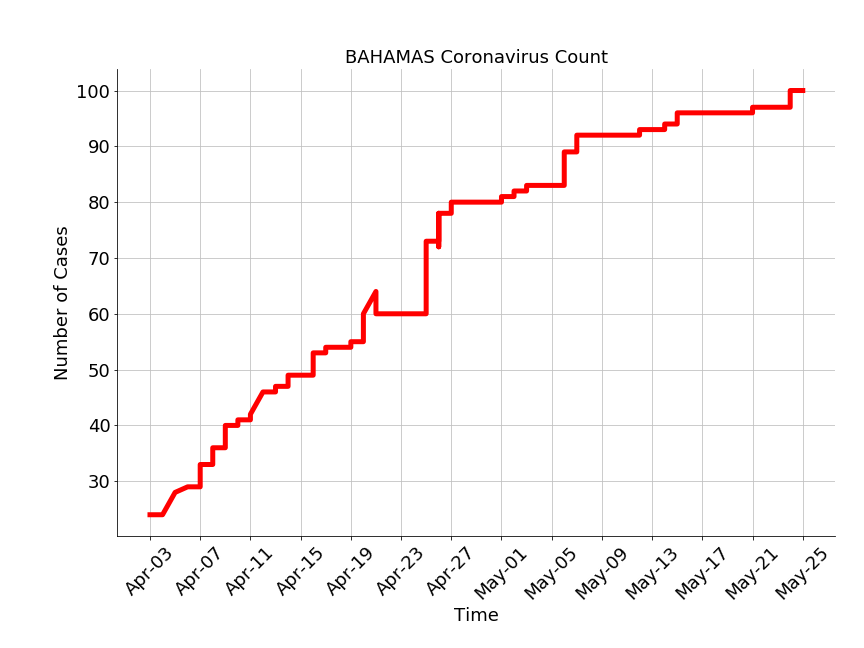 BAHAMAS Coronavirus Count
100
90
80
70
60
50
40
30
Number of Cases
Apr-03
Apr-07
Apr-11
Apr-15
Apr-19
Apr-23
Apr-27
May-01
May-05
May-09
May-13
May-17
May-21
May-25
Time